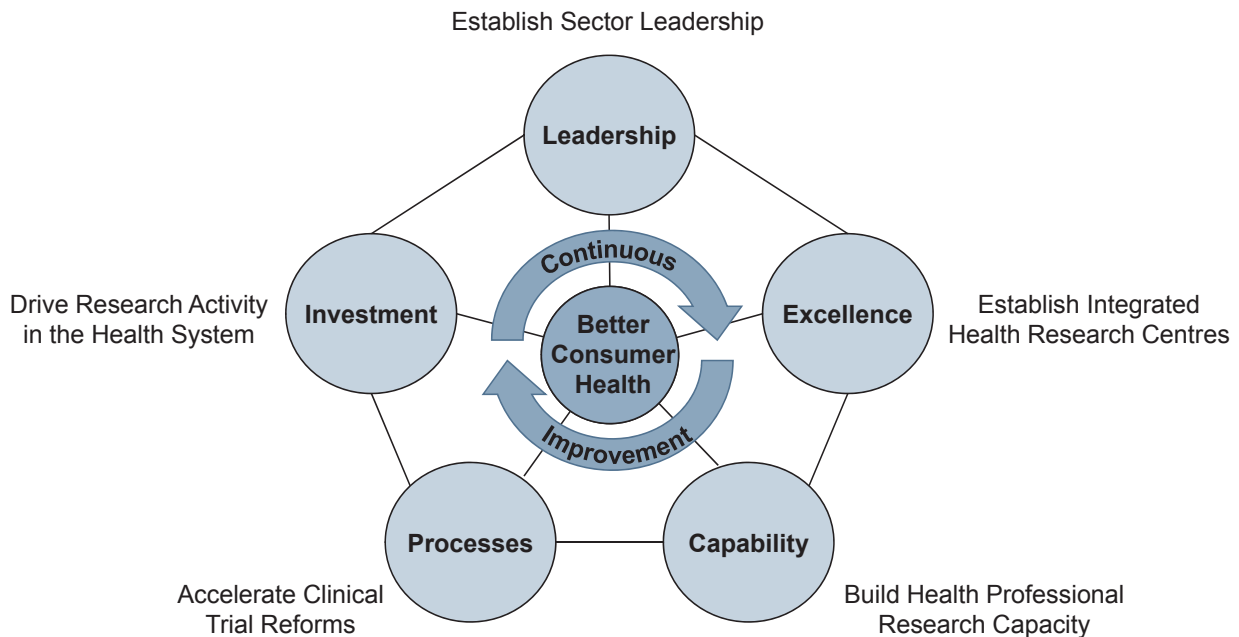 Establish Sector Leadership
Leadership
Continuous
Drive Research Activity
in the Health System
Investment
Better
Consumer
Health
Excellence
Establish Integrated
Health Research Centres
Improvement
Processes
Capability
Accelerate Clinical
Trial Reforms
Build Health Professional
Research Capacity